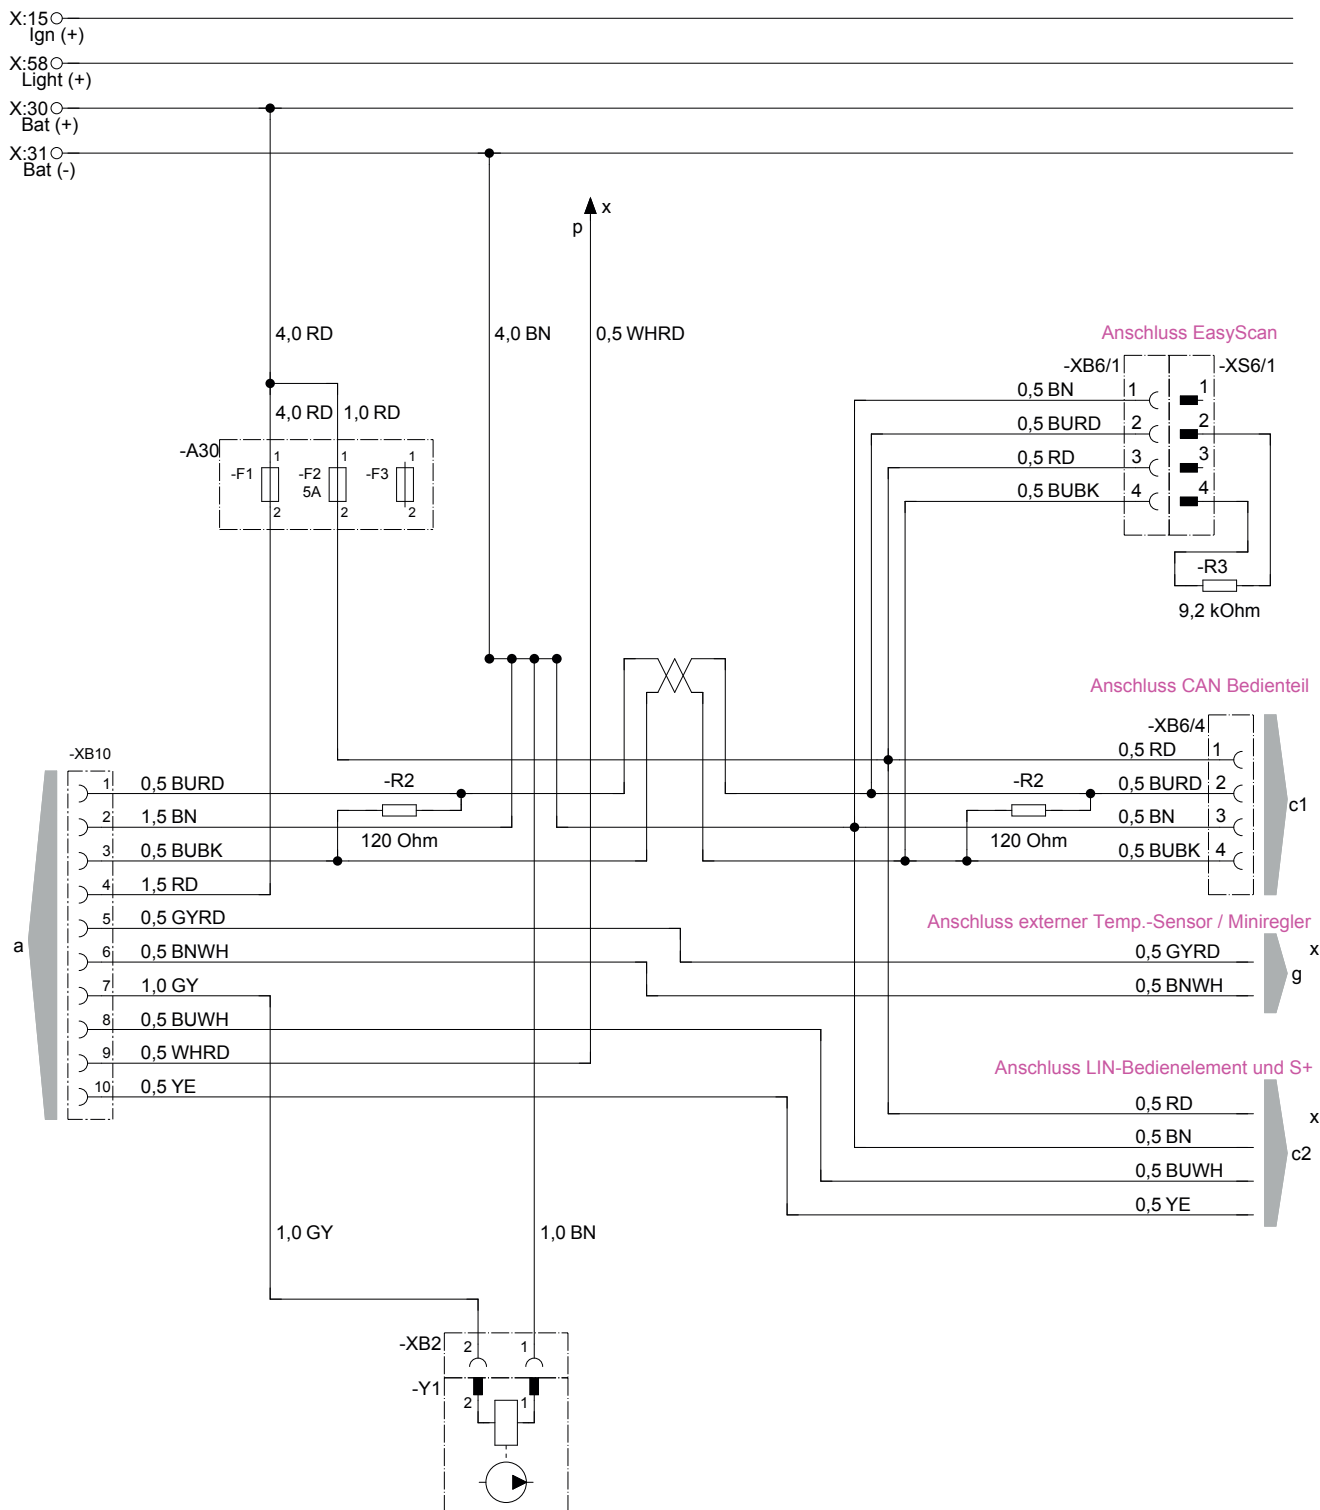 X:15
Ign (+)
X:58
Light (+)
X:30
Bat (+)
X:31
Bat (-)
x
p
4,0 RD
4,0 BN
0,5 WHRD
Anschluss EasyScan
-XB6/1
-XS6/1
0,5 BN
1
1
0,5 BURD
2
2
0,5 RD
3
3
0,5 BUBK
4
4
-R3
9,2 kOhm
4,0 RD
1,0 RD
-A30
1
1
1
-F1
-F2
5A
-F3
2
2
2
Anschluss CAN Bedienteil
-XB6/4
0,5 RD
1
0,5 BURD
2
0,5 BN
3
0,5 BUBK
4
c1
-R2
120 Ohm
-R2
120 Ohm
-XB10
a
1
0,5 BURD
2
1,5 BN
3
0,5 BUBK
4
1,5 RD
5
0,5 GYRD
6
0,5 BNWH
7
1,0 GY
8
0,5 BUWH
9
0,5 WHRD
10
0,5 YE
Anschluss externer Temp.-Sensor / Miniregler
0,5 GYRD
x
g
0,5 BNWH
Anschluss LIN-Bedienelement und S+
0,5 RD
x
0,5 BN
c2
0,5 BUWH
0,5 YE
1,0 GY
1,0 BN
-XB2
2
1
-Y1
2
1